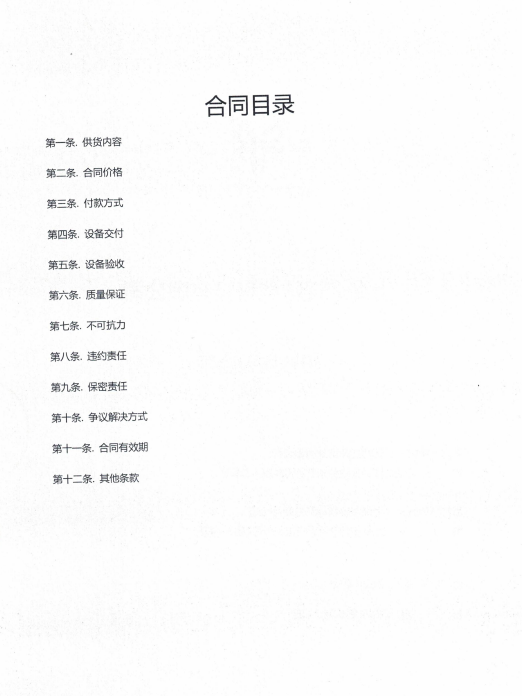 合同目录
第一条. 供货内容
第二条. 合同价格
第三条. 付款方式
第四条. 设备交付
第五条. 设备验收
第六条. 质量保证
第七条. 不可抗力
第八条. 违约责任
第九条. 保密责任
第十条. 争议解决方式
第十一条. 合同有效期
第十二条. 其他条款